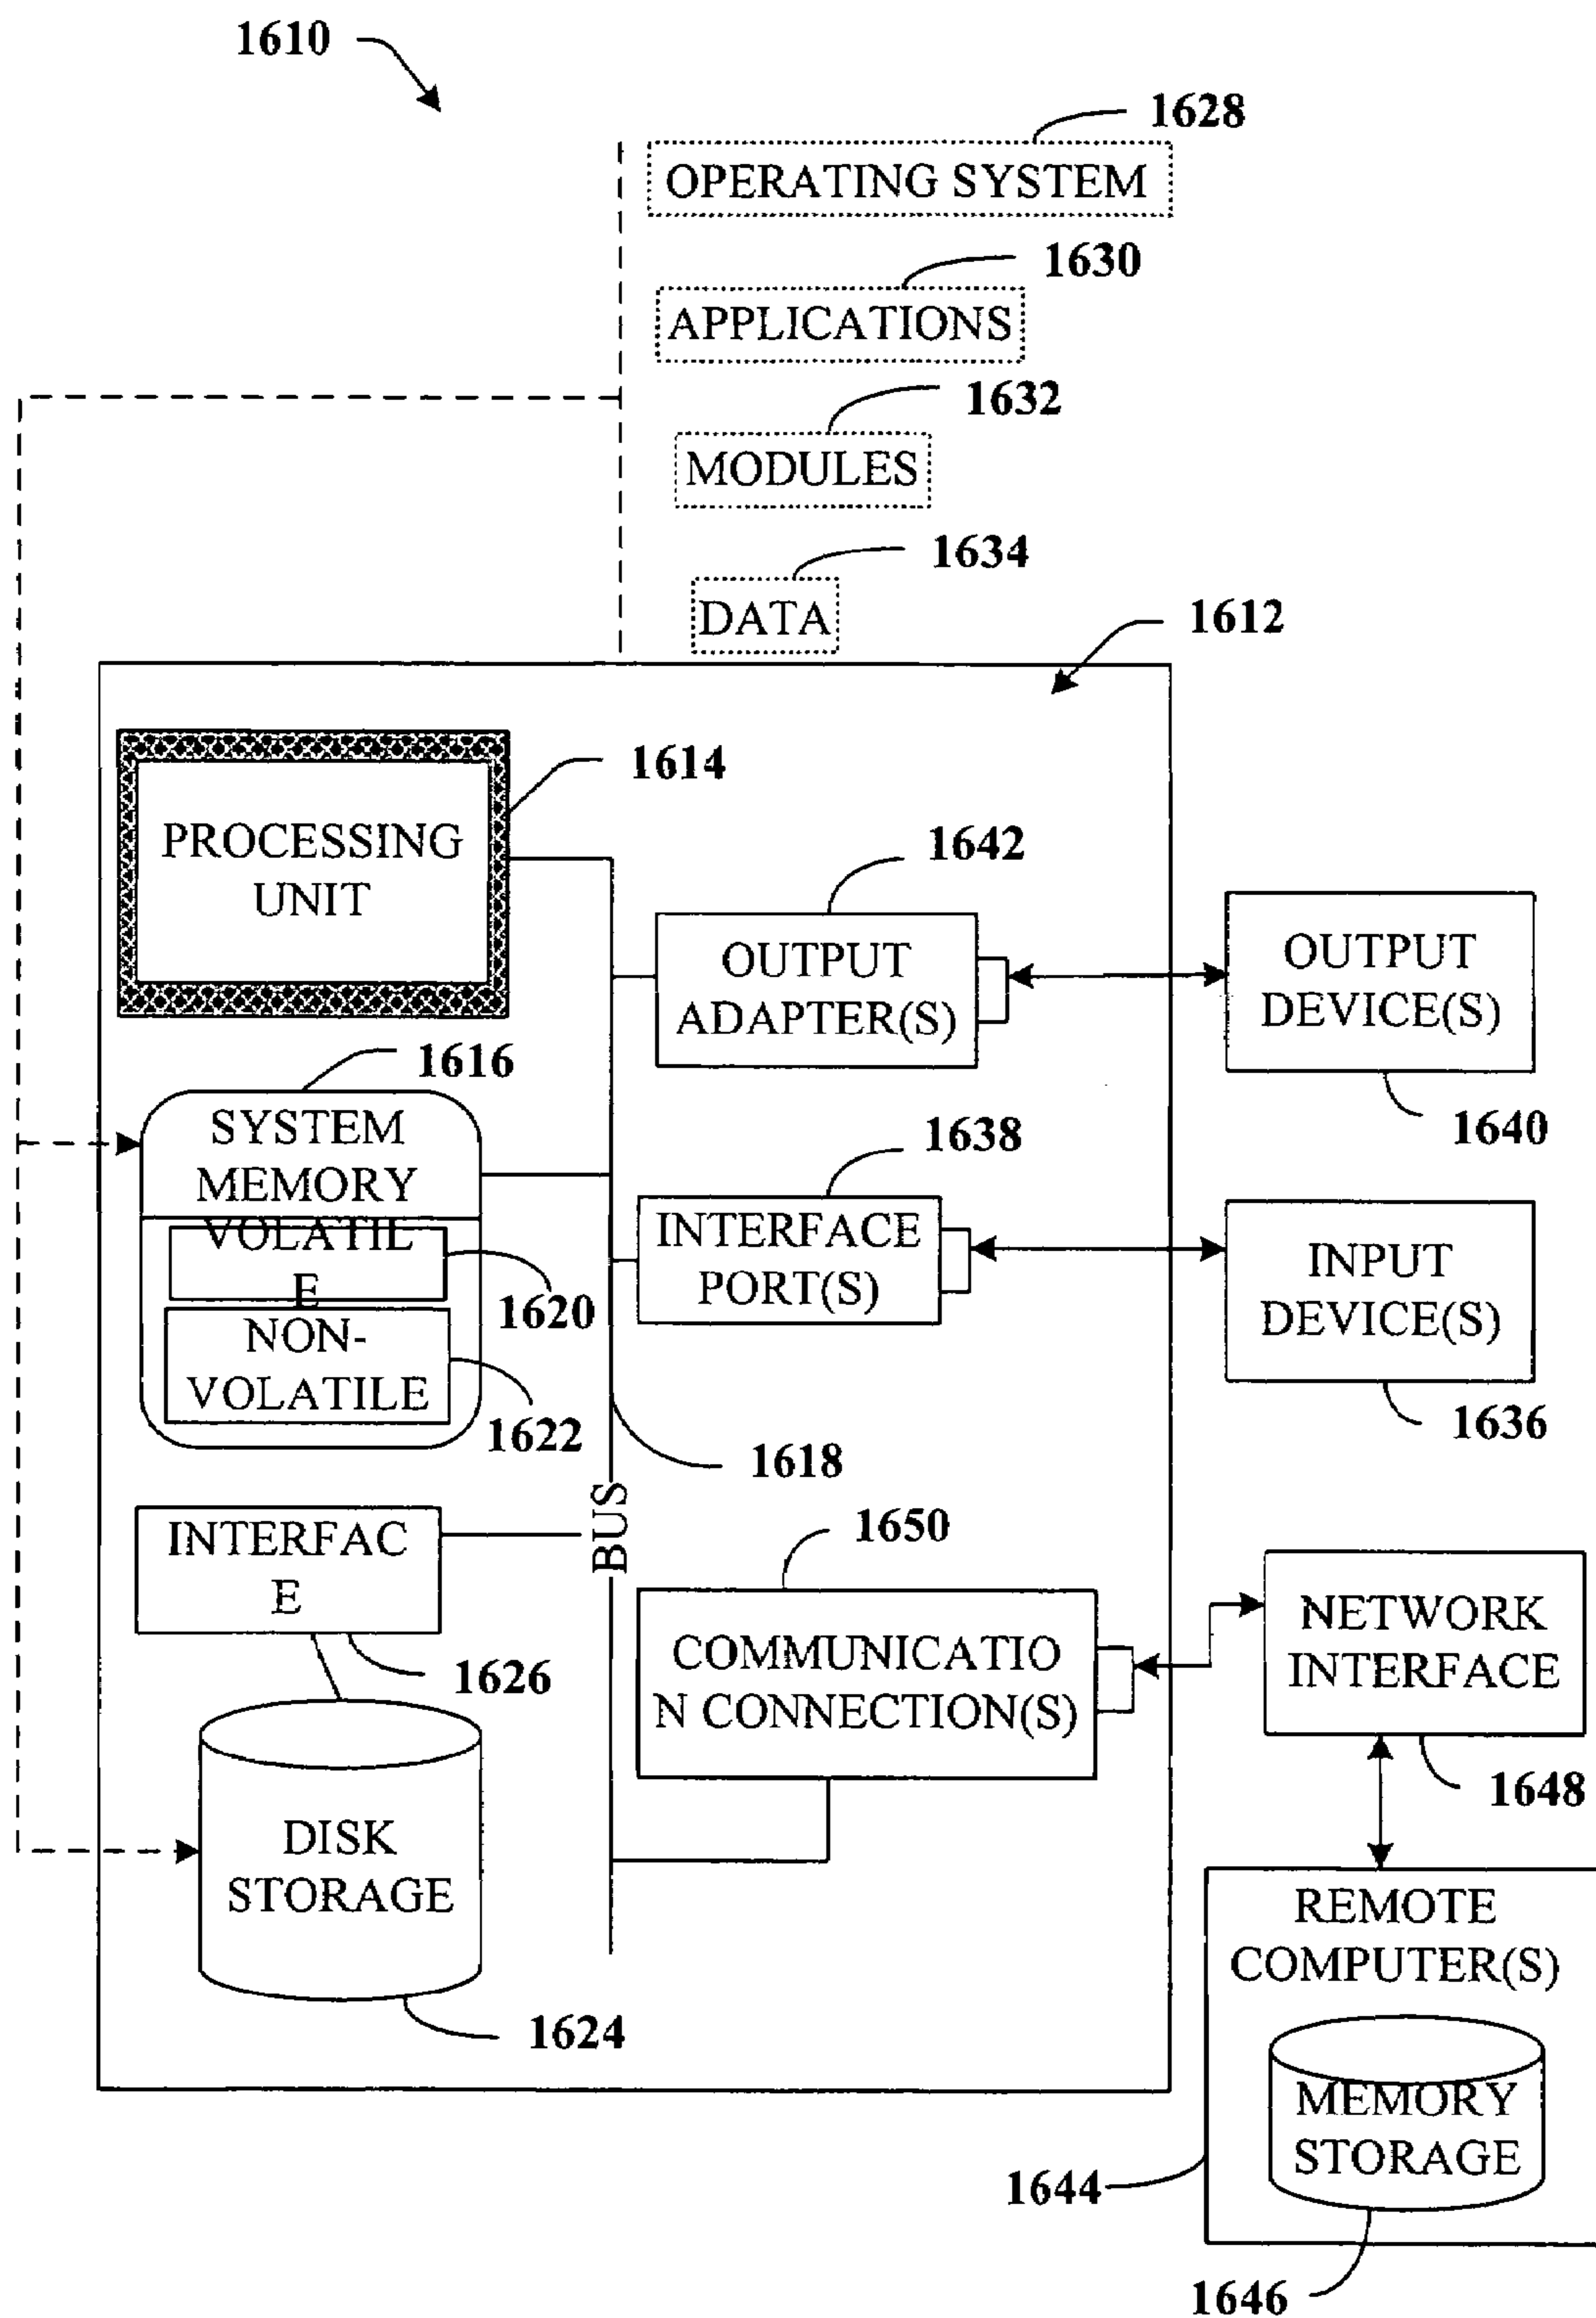 1610
1628
OPERATING SYSTEM
1630
APPLICATIONS
1632
MODULES
1634
DATA
1612
PROCESSING
UNIT
1614
1642
OUTPUT
ADAPTER(S)
OUTPUT
DEVICE(S)
1640
1616
SYSTEM
MEMORY
VOLATIL
E
1620
NON-
VOLATILE
1622
1638
INTERFACE
PORT(S)
INPUT
DEVICE(S)
1636
1618
BUS
INTERFAC
E
1626
1650
COMMUNICATIO
N CONNECTION(S)
NETWORK
INTERFACE
1648
DISK
STORAGE
1624
REMOTE
COMPUTER(S)
MEMORY
STORAGE
1644
1646